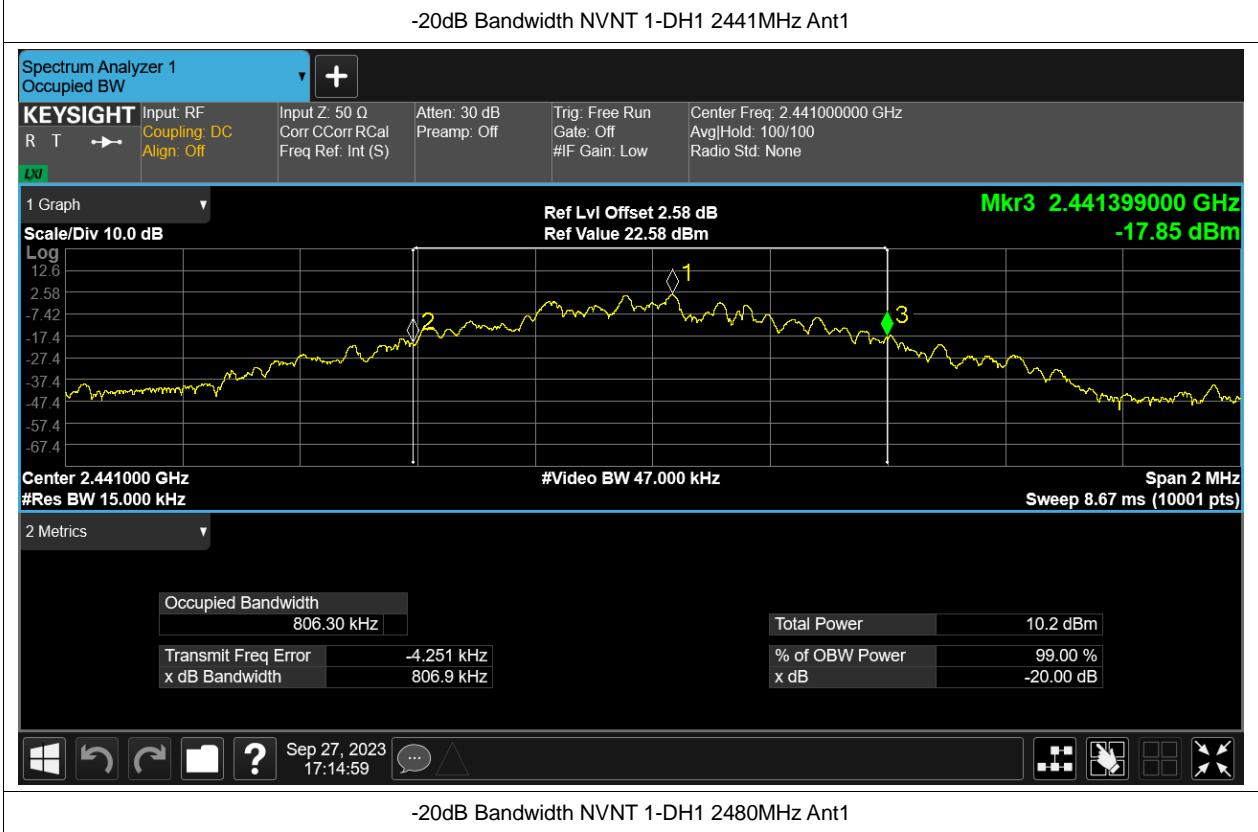 -20dB Bandwidth NVNT 1-DH1 2441MHz Ant1
Spectrum Analyzer 1
Occupied BW
+
KEYSIGHT Input: RF Input Z: 50 Ω Atten: 30 dB Trig: Free Run Center Freq: 2.441000000 GHz
R T Coupling: DC Corr CCorr RCal Preamp: Off Gate: Off Avg|Hold: 100/100
Align: Off Freq Ref: Int (S) #IF Gain: Low Radio Std: None
LXI
1 Graph Ref Lvl Offset 2.58 dB Mkr3 2.441399000 GHz
Scale/Div 10.0 dB Ref Value 22.58 dBm -17.85 dBm
Log
12.6
2.58
-7.42
-17.4
-27.4
-37.4
-47.4
-57.4
-67.4
1
2
3
Center 2.441000 GHz #Video BW 47.000 kHz Span 2 MHz
#Res BW 15.000 kHz Sweep 8.67 ms (10001 pts)
2 Metrics
Occupied Bandwidth
806.30 kHz Total Power 10.2 dBm
Transmit Freq Error -4.251 kHz % of OBW Power 99.00 %
x dB Bandwidth 806.9 kHz x dB -20.00 dB
? Sep 27, 2023
17:14:59
-20dB Bandwidth NVNT 1-DH1 2480MHz Ant1